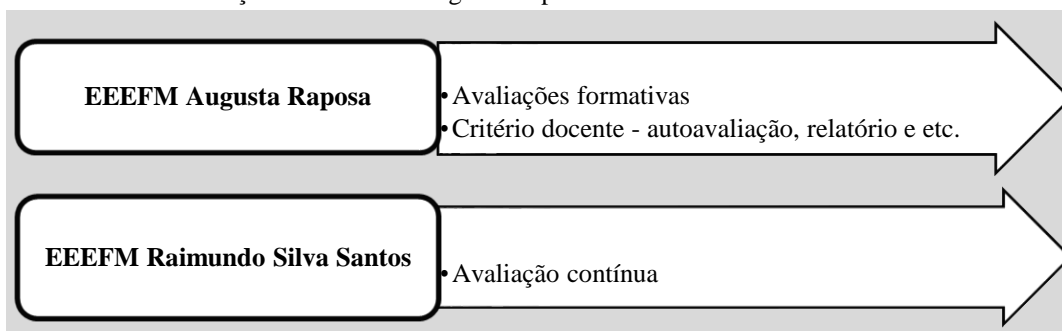 EEEFM Augusta Raposa
•Avaliações formativas
•Critério docente - autoavaliação, relatório e etc.
EEEFM Raimundo Silva Santos
•Avaliação contínua